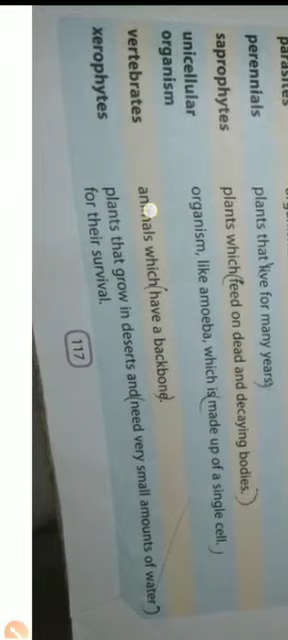 parasites
perennials plants that live for many years
saprophytes plants which feed on dead and decaying bodies.
unicellular organism, like amoeba, which is made up of a single cell.
organism
vertebrates animals which have a backbone.
xerophytes plants that grow in deserts and need very small amounts of water
for their survival.
117